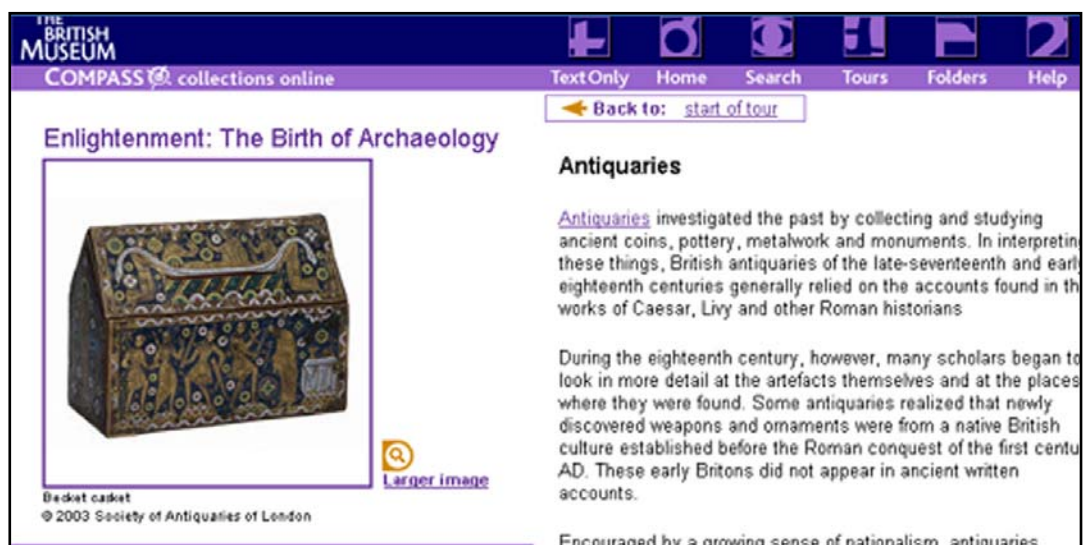 THE
BRITISH
MUSEUM
COMPASS collections online
Text Only Home Search Tours Folders Help
Back to: start of tour
Enlightenment: The Birth of Archaeology
Larger image
Becket casket
© 2003 Society of Antiquaries of London
Antiquaries
Antiquaries investigated the past by collecting and studying
ancient coins, pottery, metalwork and monuments. In interpretin
these things, British antiquaries of the late-seventeenth and earl
eighteenth centuries generally relied on the accounts found in th
works of Caesar, Livy and other Roman historians
During the eighteenth century, however, many scholars began to
look in more detail at the artefacts themselves and at the places
where they were found. Some antiquaries realized that newly
discovered weapons and ornaments were from a native British
culture established before the Roman conquest of the first centu
AD. These early Britons did not appear in ancient written
accounts.
Encouraged by a growing sense of nationalism, antiquaries